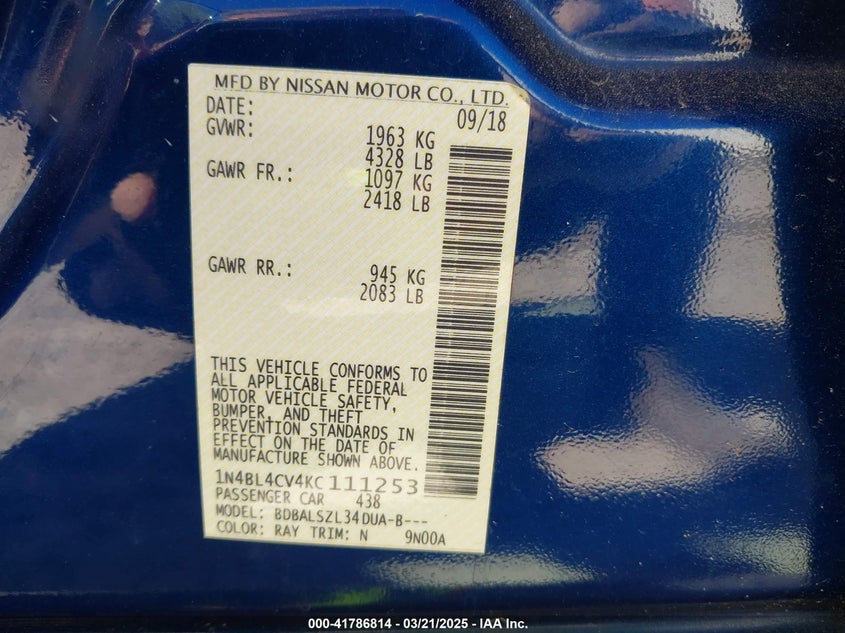 MFD BY NISSAN MOTOR CO., LTD.
DATE: 09/18
GVWR: 1963 KG
4328 LB
GAWR FR.: 1097 KG
2418 LB
GAWR RR.: 945 KG
2083 LB
THIS VEHICLE CONFORMS TO
ALL APPLICABLE FEDERAL
MOTOR VEHICLE SAFETY,
BUMPER, AND THEFT
PREVENTION STANDARDS IN
EFFECT ON THE DATE OF
MANUFACTURE SHOWN ABOVE.
1N4BL4CV4KC111253
PASSENGER CAR 438
MODEL: BDBALSZL34DUA-B---
COLOR: RAY TRIM: N 9N00A
000-41786814 - 03/21/2025 - IAA Inc.